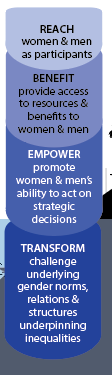 REACH
women & men
as participants
BENEFIT
provide access
to resources &
benefits to
women & men
EMPOWER
promote
women & men's
ability to act on
strategic
decisions
TRANSFORM
challenge
underlying
gender norms,
relations &
structures
underpinning
inequalities